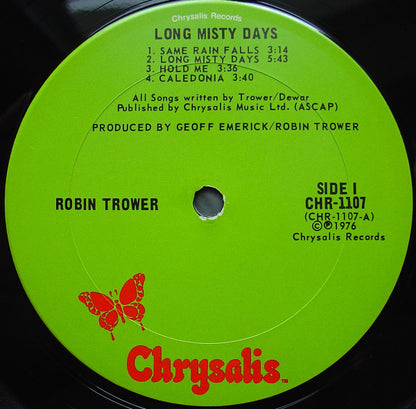 Chrysalis Records
LONG MISTY DAYS
1. SAME RAIN FALLS 3:14
2. LONG MISTY DAYS 5:43
3. HOLD ME 3:36
4. CALEDONIA 3:40
All Songs written by Trower/Dewar
Published by Chrysalis Music Ltd. (ASCAP)
PRODUCED BY GEOFF EMERICK/ROBIN TROWER
ROBIN TROWER
SIDE I
CHR-1107
(CHR-1107-A)
©℗1976
Chrysalis Records
Chrysalis™